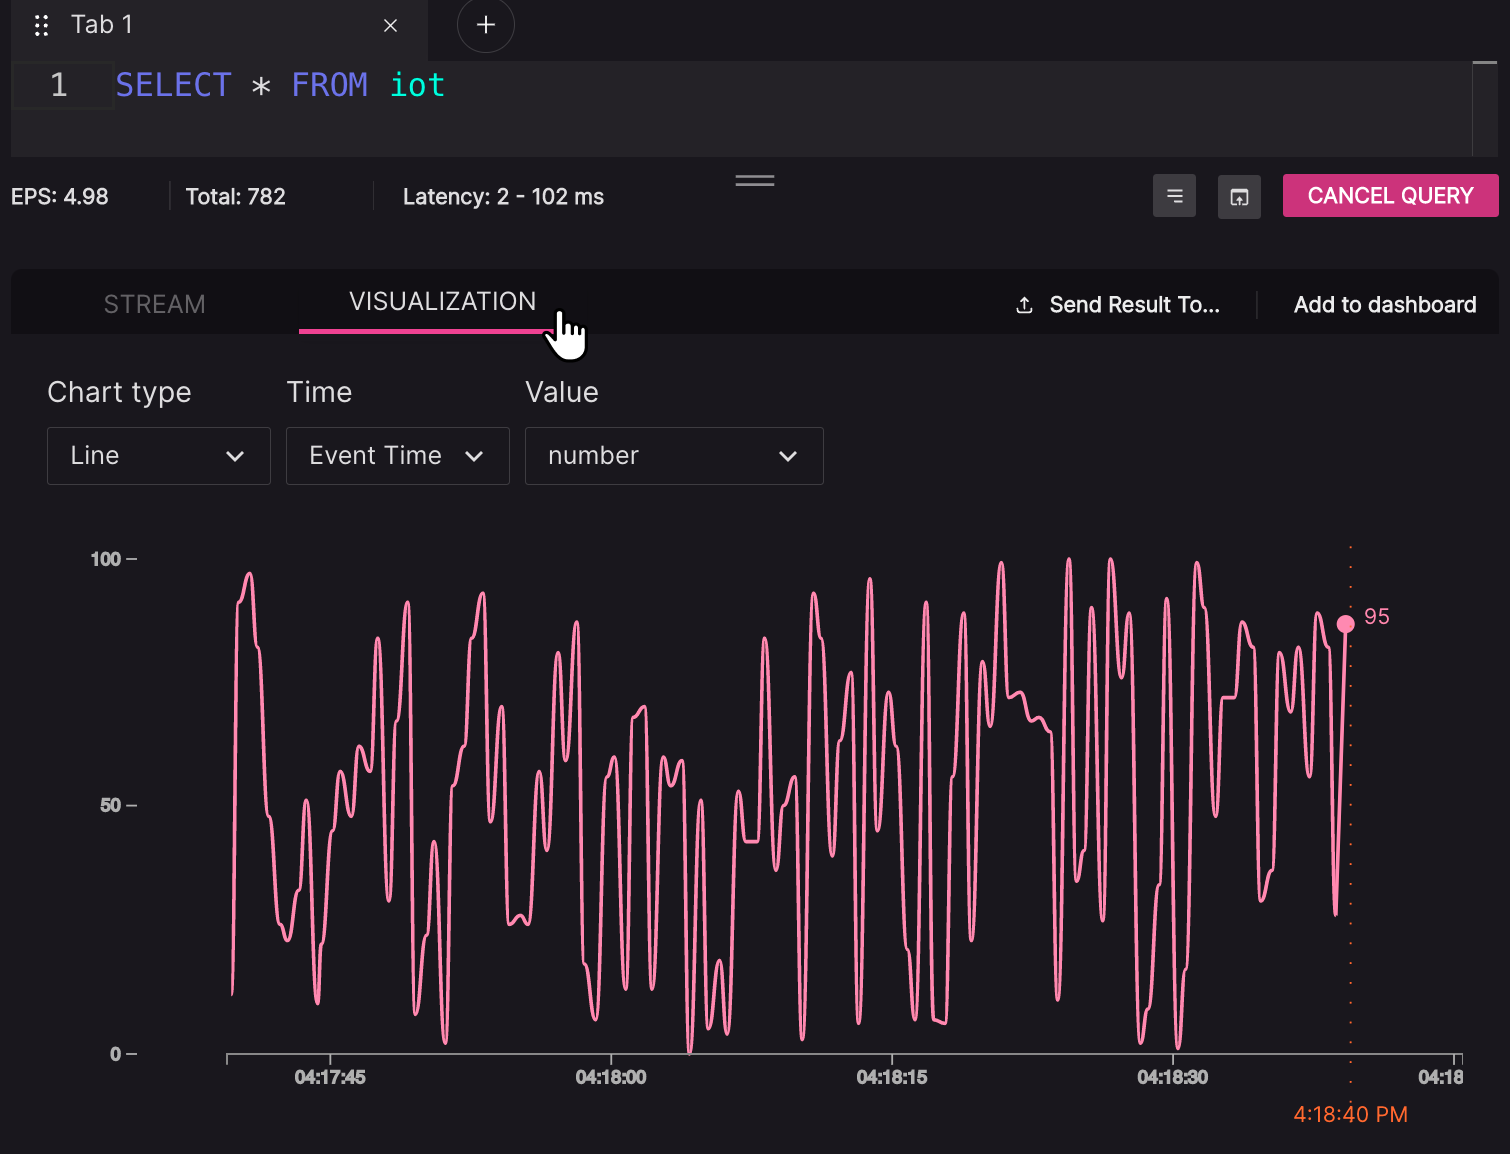 Tab 1
1 SELECT * FROM iot
EPS: 4.98 Total: 782 Latency: 2 - 102 ms CANCEL QUERY
STREAM VISUALIZATION Send Result To... Add to dashboard
Chart type Time Value
Line Event Time number
100
95
50
0
04:17:45 04:18:00 04:18:15 04:18:30 04:18
4:18:40 PM